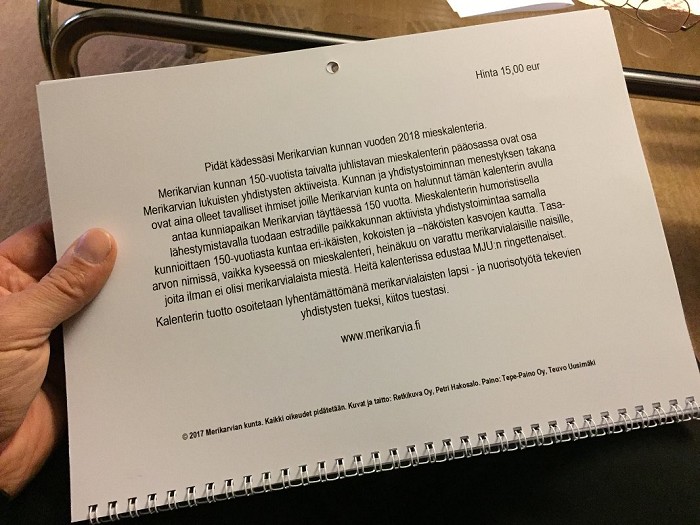 Hinta 15,00 eur
Pidät kädessäsi Merikarvian kunnan vuoden 2018 mieskalenteria.
Merikarvian kunnan 150-vuotista taivalta juhlistavan mieskalenterin pääosassa ovat osa
Merikarvian lukuisten yhdistysten aktiiveista. Kunnan ja yhdistystoiminnan menestyksen takana
ovat aina olleet tavalliset ihmiset joille Merikarvian kunta on halunnut tämän kalenterin avulla
antaa kunniapaikan Merikarvian täyttäessä 150 vuotta. Mieskalenterin humoristisella
lähestymistavalla tuodaan estradille paikkakunnan aktiivista yhdistystoimintaa samalla
kunnioittaen 150-vuotiasta kuntaa eri-ikäisten, kokoisten ja –näköisten kasvojen kautta. Tasa-
arvon nimissä, vaikka kyseessä on mieskalenteri, heinäkuu on varattu merikarvialaisille naisille,
joita ilman ei olisi merikarvialaista miestä. Heitä kalenterissa edustaa MJU:n ringettenaiset.
Kalenterin tuotto osoitetaan lyhentämättömänä merikarvialaisten lapsi - ja nuorisotyötä tekevien
yhdistysten tueksi, kiitos tuestasi.
www.merikarvia.fi
© 2017 Merikarvian kunta. Kaikki oikeudet pidätetään. Kuvat ja taitto: Retkikuva Oy, Petri Hakosalo. Paino: Tepe-Paino Oy, Teuvo Uusimäki